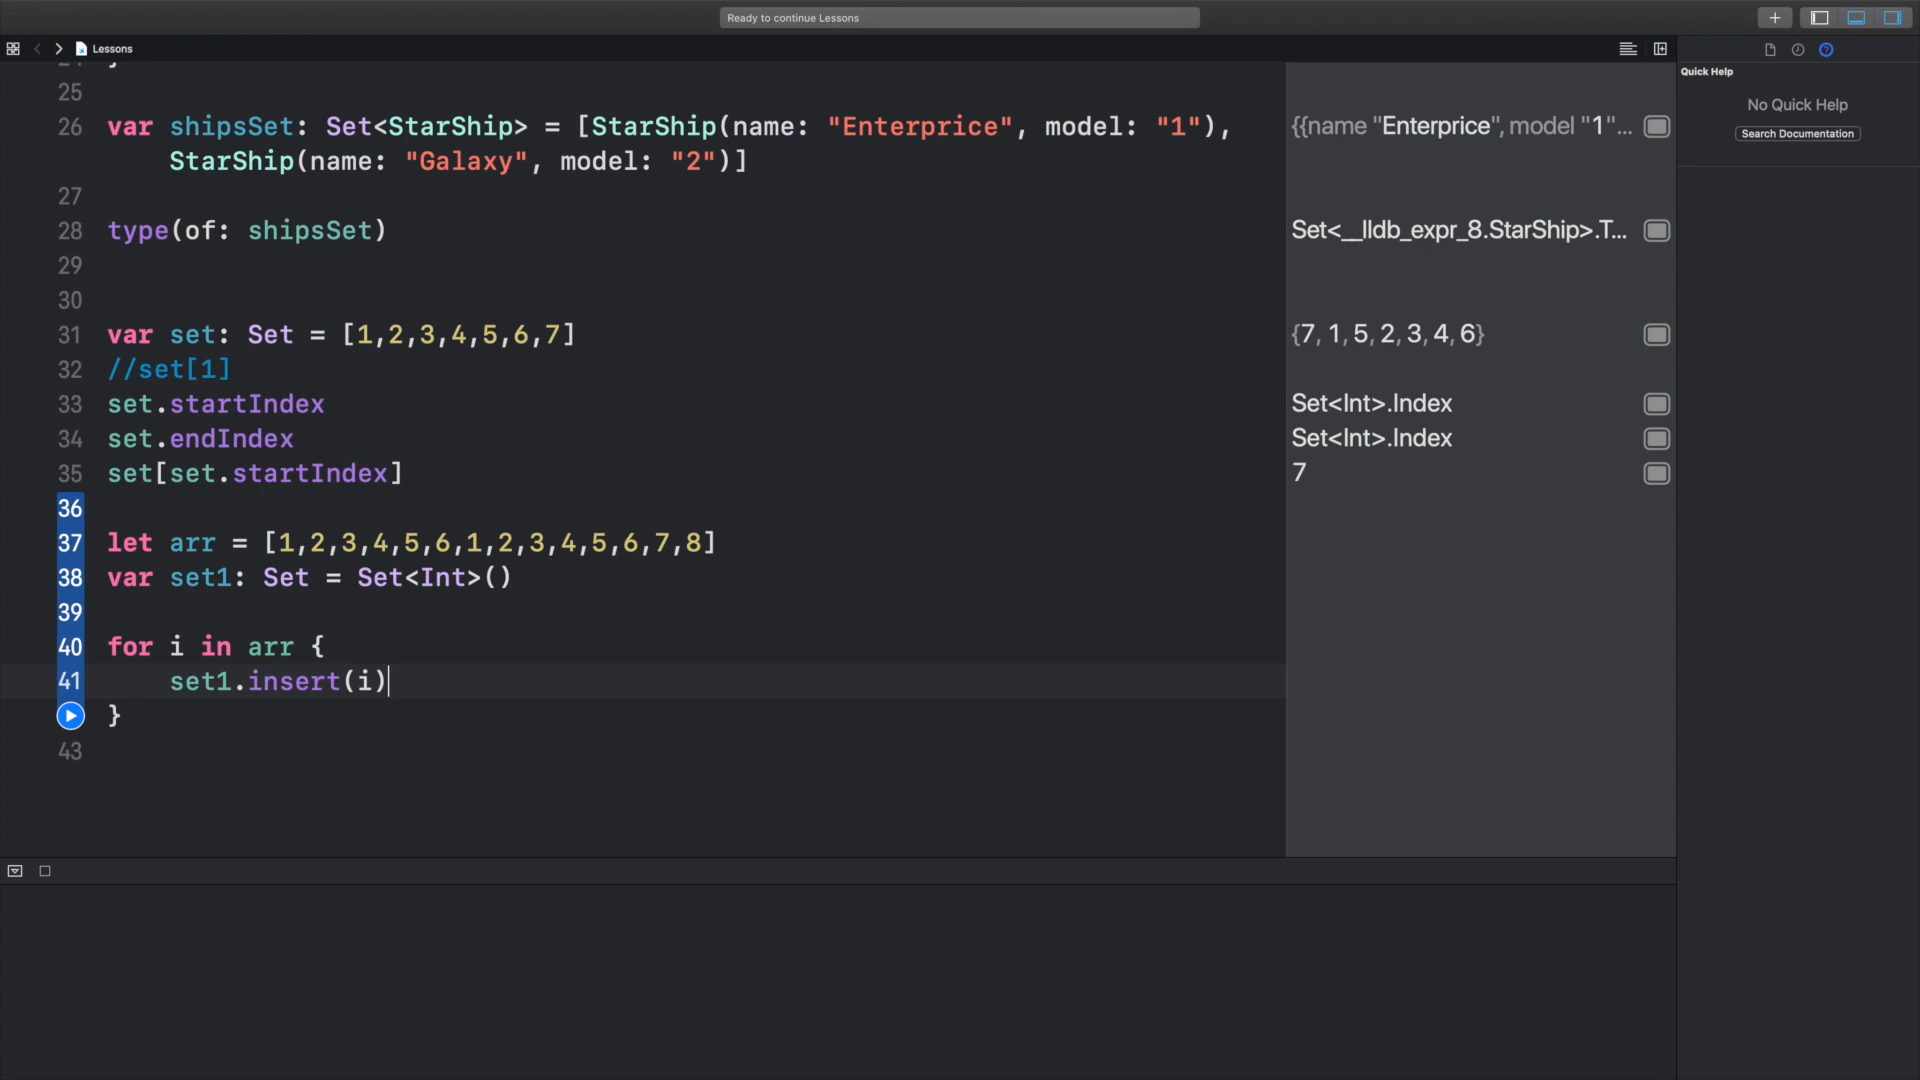 Ready to continue Lessons
Lessons
Quick Help
No Quick Help
Search Documentation
25
26 var shipsSet: Set<StarShip> = [StarShip(name: "Enterprice", model: "1"),
StarShip(name: "Galaxy", model: "2")]
{{name "Enterprice", model "1"...
27
28 type(of: shipsSet)
Set<__lldb_expr_8.StarShip>.T...
29
30
31 var set: Set = [1,2,3,4,5,6,7]
{7, 1, 5, 2, 3, 4, 6}
32 //set[1]
33 set.startIndex
Set<Int>.Index
34 set.endIndex
Set<Int>.Index
35 set[set.startIndex]
7
36
37 let arr = [1,2,3,4,5,6,1,2,3,4,5,6,7,8]
38 var set1: Set = Set<Int>()
39
40 for i in arr {
41 set1.insert(i)
}
43